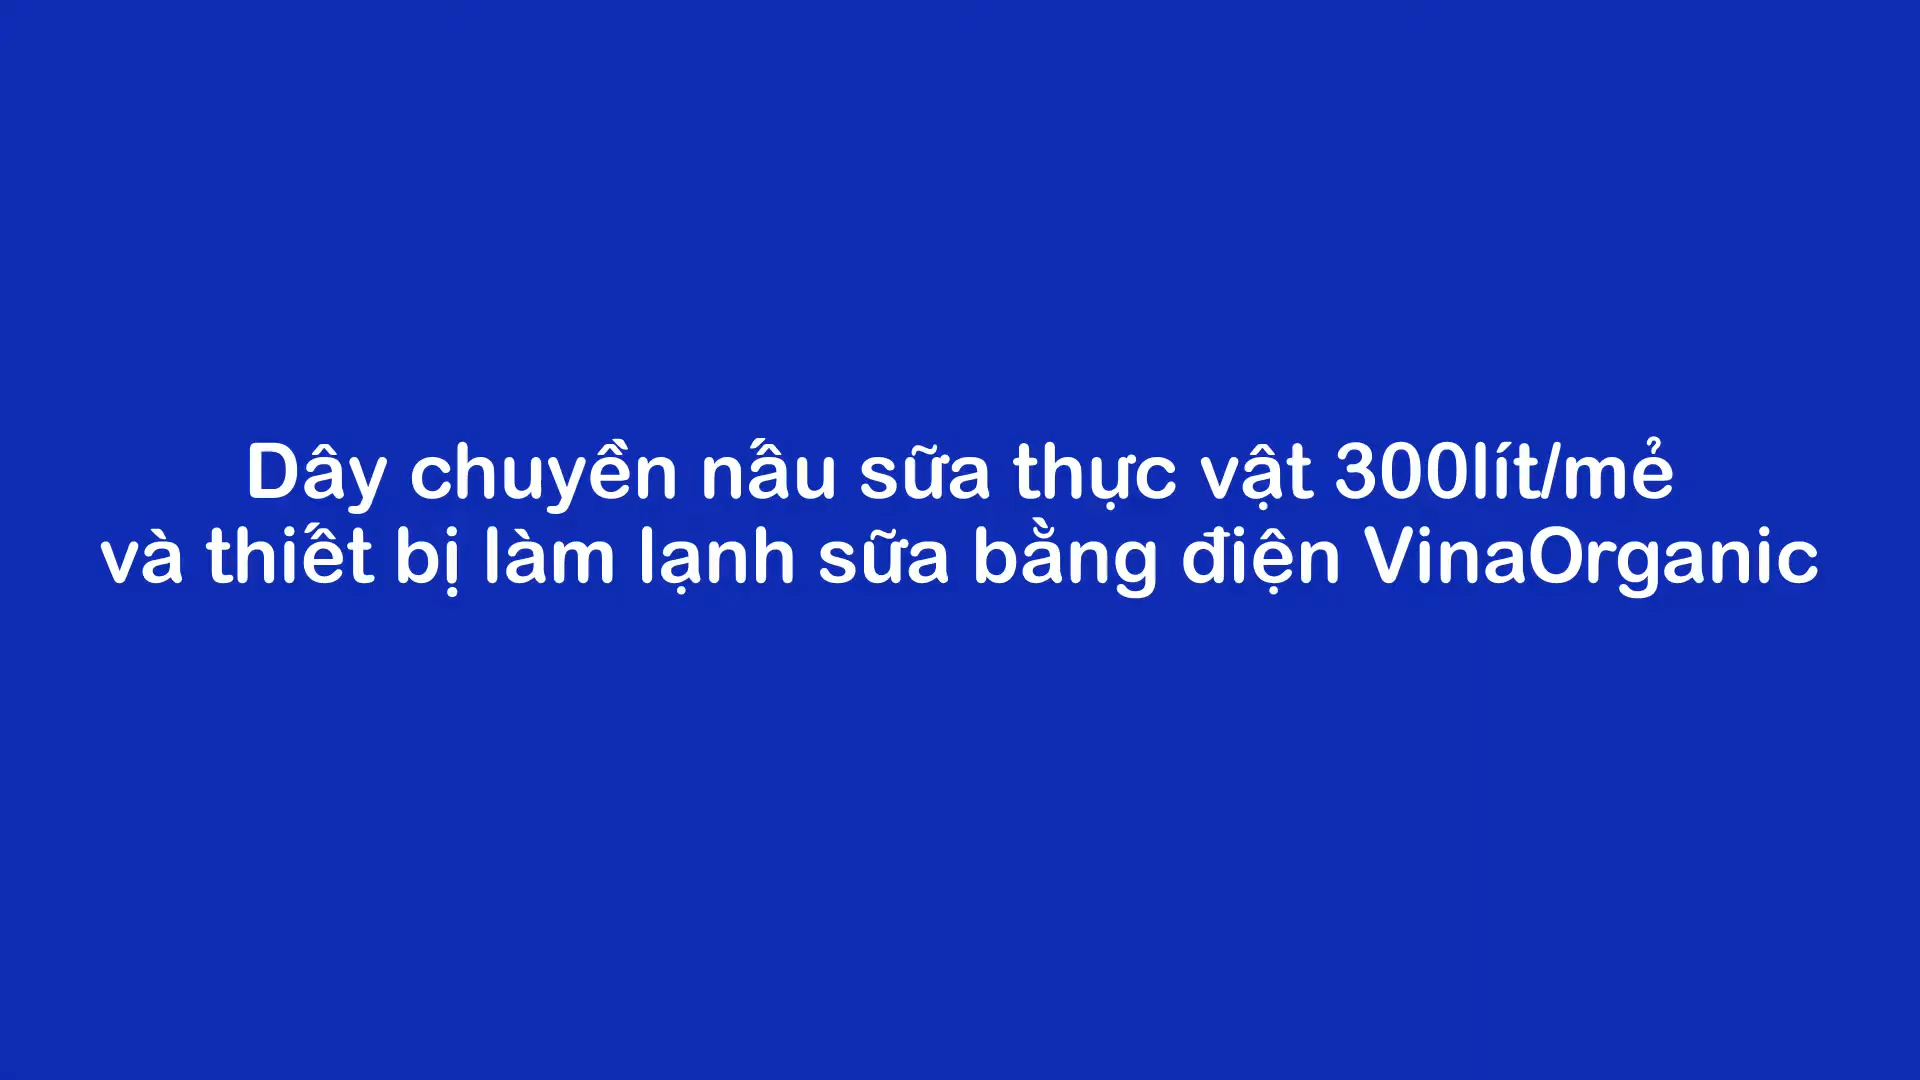 Dây chuyền nấu sữa thực vật 300lít/mẻ
và thiết bị làm lạnh sữa bằng điện VinaOrganic